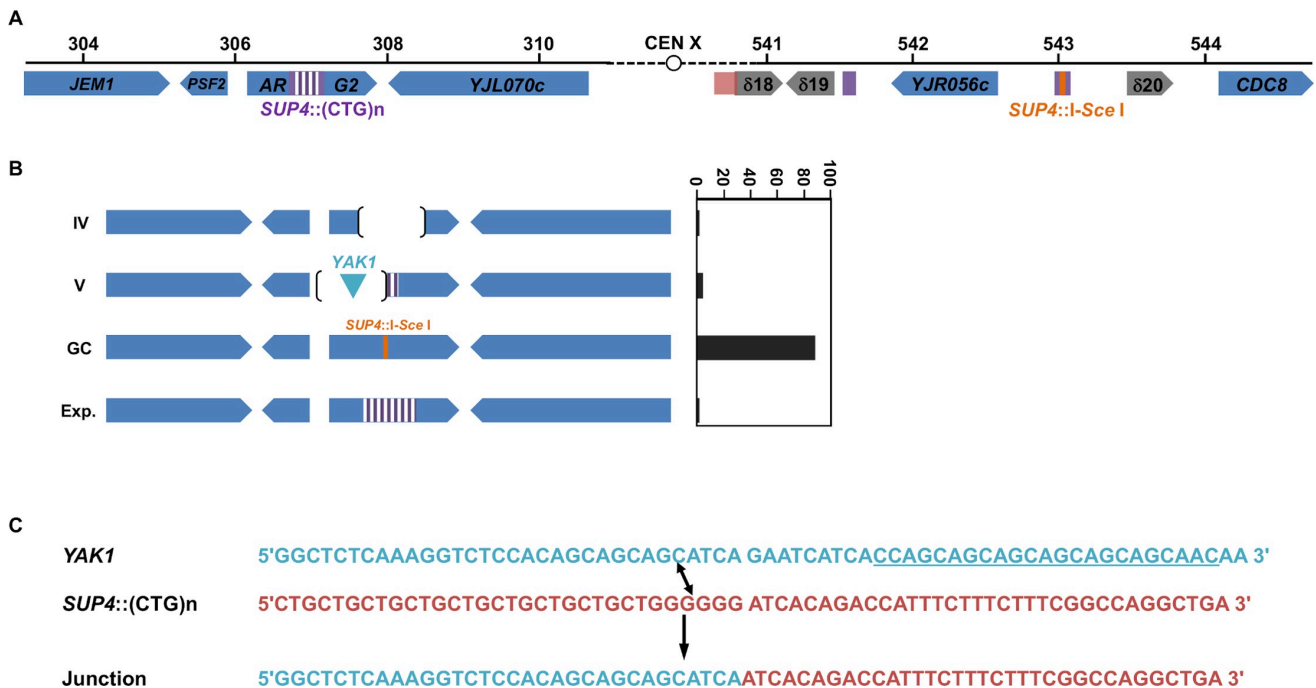 A
304 306 308 310 CEN X 541 542 543 544
JEM1 PSF2 AR G2 YJL070c δ18 δ19 YJR056c δ20 CDC8
SUP4::(CTG)n SUP4::I-Sce I
B
0 20 40 60 80 100
IV
YAK1
V
SUP4::I-Sce I
GC
Exp.
C
YAK1 5'GGCTCTCAAAGGTCTCCACAGCAGCAGCATCA GAATCATCACCAGCAGCAGCAGCAGCAGCAACAA 3'
SUP4::(CTG)n 5'CTGCTGCTGCTGCTGCTGCTGCTGCTGGGGGG ATCACAGACCATTTCTTTCTTTCGGCCAGGCTGA 3'
Junction 5'GGCTCTCAAAGGTCTCCACAGCAGCAGCATCAATCACAGACCATTTCTTTCTTTCGGCCAGGCTGA 3'